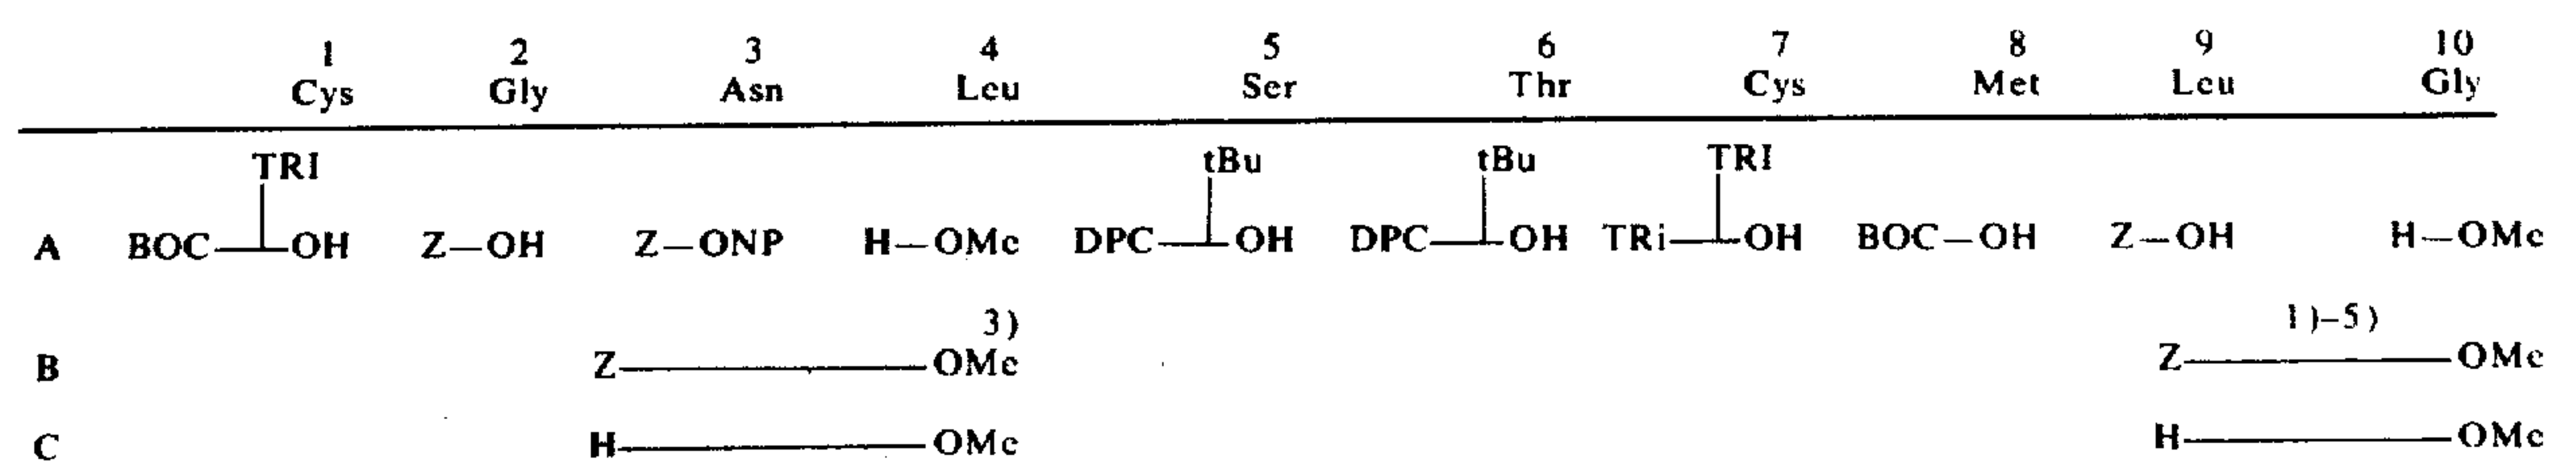 1 2 3 4 5 6 7 8 9 10
Cys Gly Asn Leu Ser Thr Cys Met Leu Gly
TRI tBu tBu TRI
A BOC OH Z—OH Z—ONP H—OMe DPC OH DPC OH TRi OH BOC—OH Z—OH H—OMe
3) 1)–5)
B Z OMe Z OMe
C H OMe H OMe